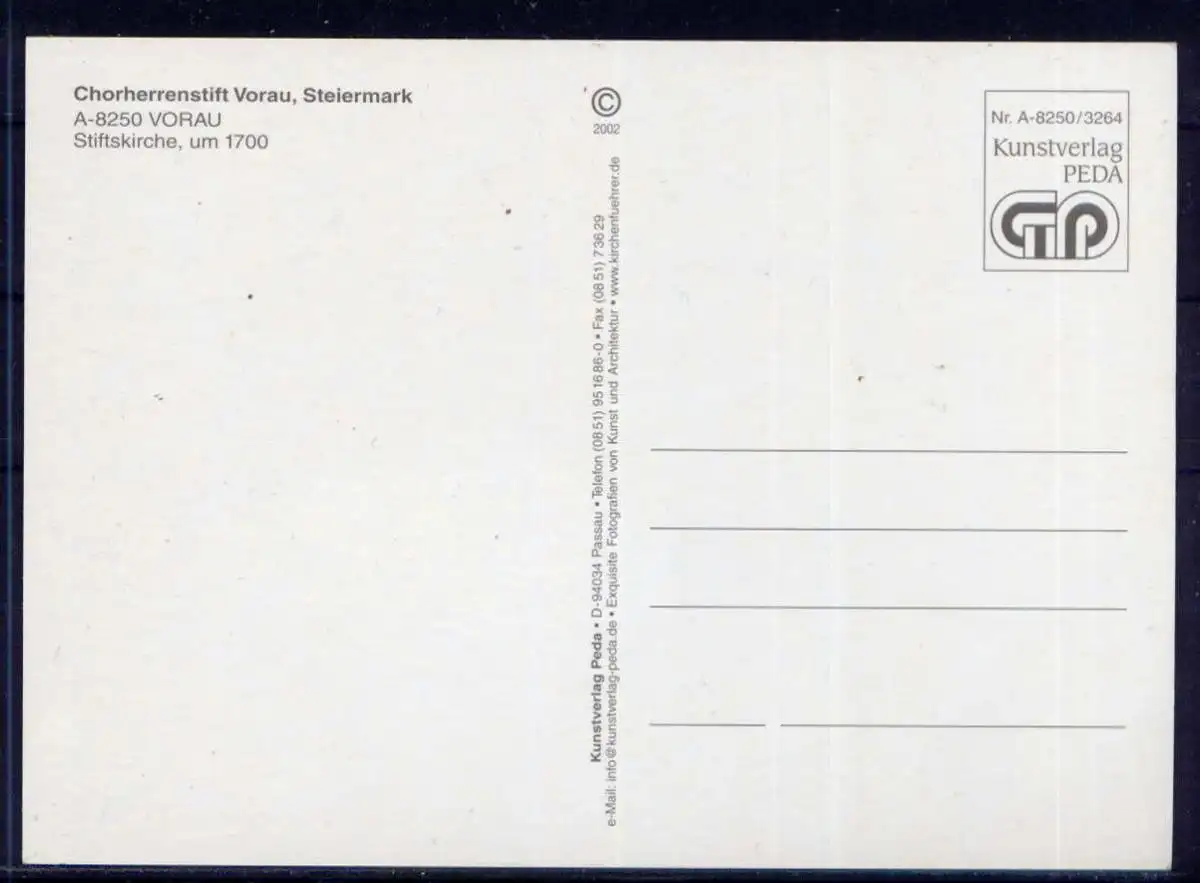 Chorherrenstift Vorau, Steiermark
A-8250 VORAU
Stiftskirche, um 1700
©
2002
Kunstverlag Peda • D-94034 Passau • Telefon (08 51) 95 16 86-0 • Fax (08 51) 7 36 29
e-Mail: info@kunstverlag-peda.de • Exquisite Fotografien von Kunst und Architektur • www.kirchenfuehrer.de
Nr. A-8250/3264
Kunstverlag
PEDA